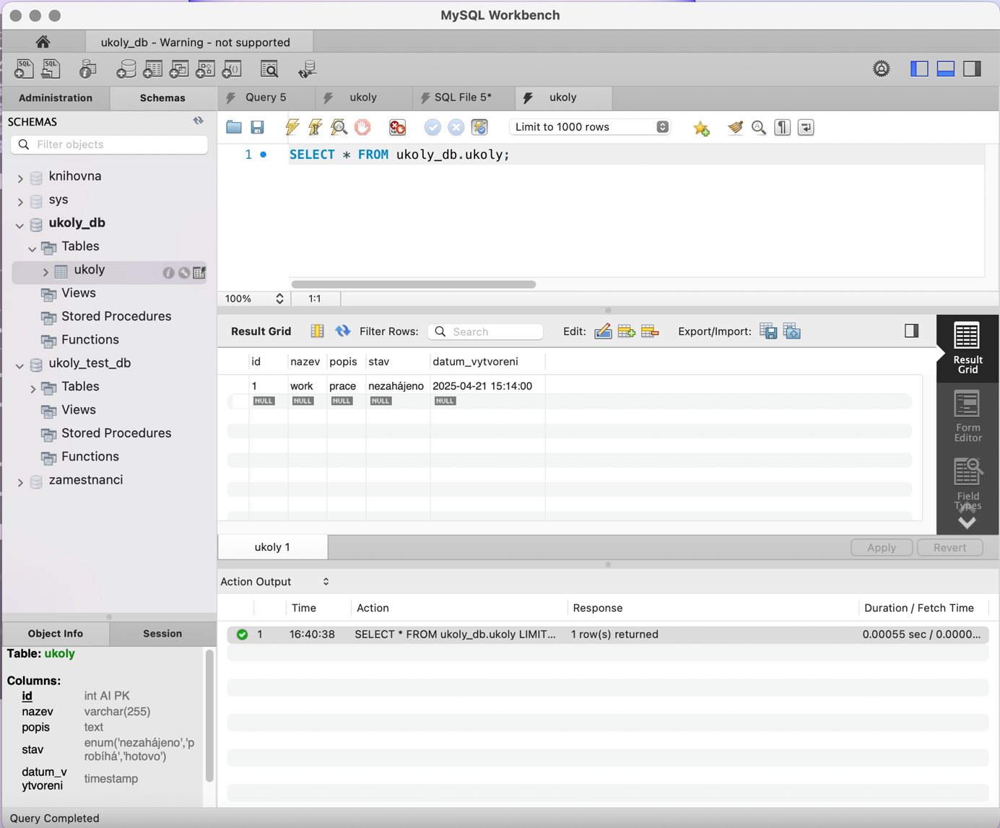 MySQL Workbench
ukoly_db - Warning - not supported
Administration
Schemas
Query 5
ukoly
SQL File 5*
ukoly
SCHEMAS
Filter objects
knihovna
sys
ukoly_db
Tables
ukoly
Views
Stored Procedures
Functions
ukoly_test_db
Tables
Views
Stored Procedures
Functions
zamestnanci
Limit to 1000 rows
1 SELECT * FROM ukoly_db.ukoly;
100% 1:1
Result Grid Filter Rows: Search Edit: Export/Import:
id nazev popis stav datum_vytvoreni
1 work prace nezahájeno 2025-04-21 15:14:00
NULL NULL NULL NULL NULL
Result
Grid
Form
Editor
Field
Types
ukoly 1
Apply
Revert
Action Output
Time Action Response Duration / Fetch Time
1 16:40:38 SELECT * FROM ukoly_db.ukoly LIMIT... 1 row(s) returned 0.00055 sec / 0.0000...
Object Info
Session
Table: ukoly
Columns:
id int AI PK
nazev varchar(255)
popis text
stav enum('nezahájeno','p
robíhá','hotovo')
datum_v
ytvoreni timestamp
Query Completed
SQL
SQL